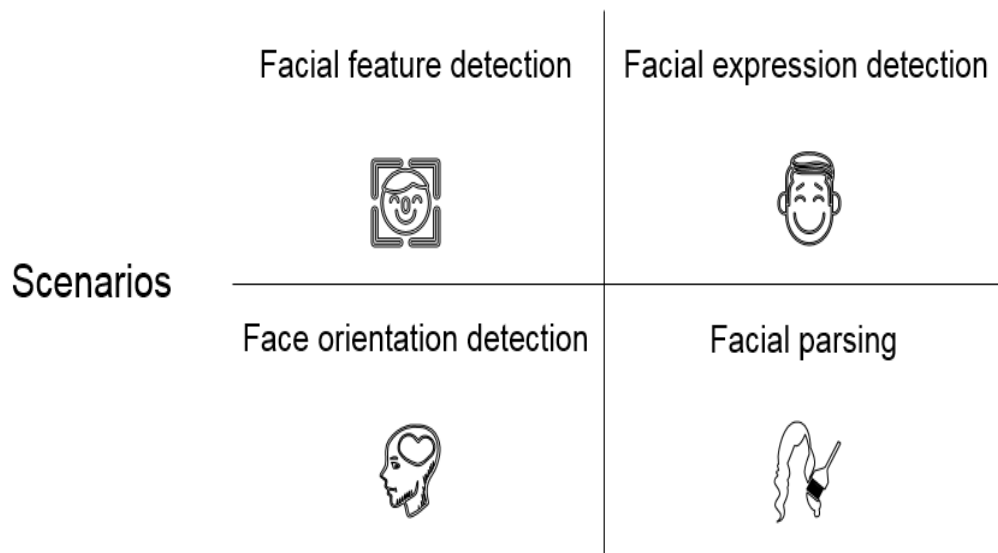 Facial feature detection
Facial expression detection
Scenarios
Face orientation detection
Facial parsing